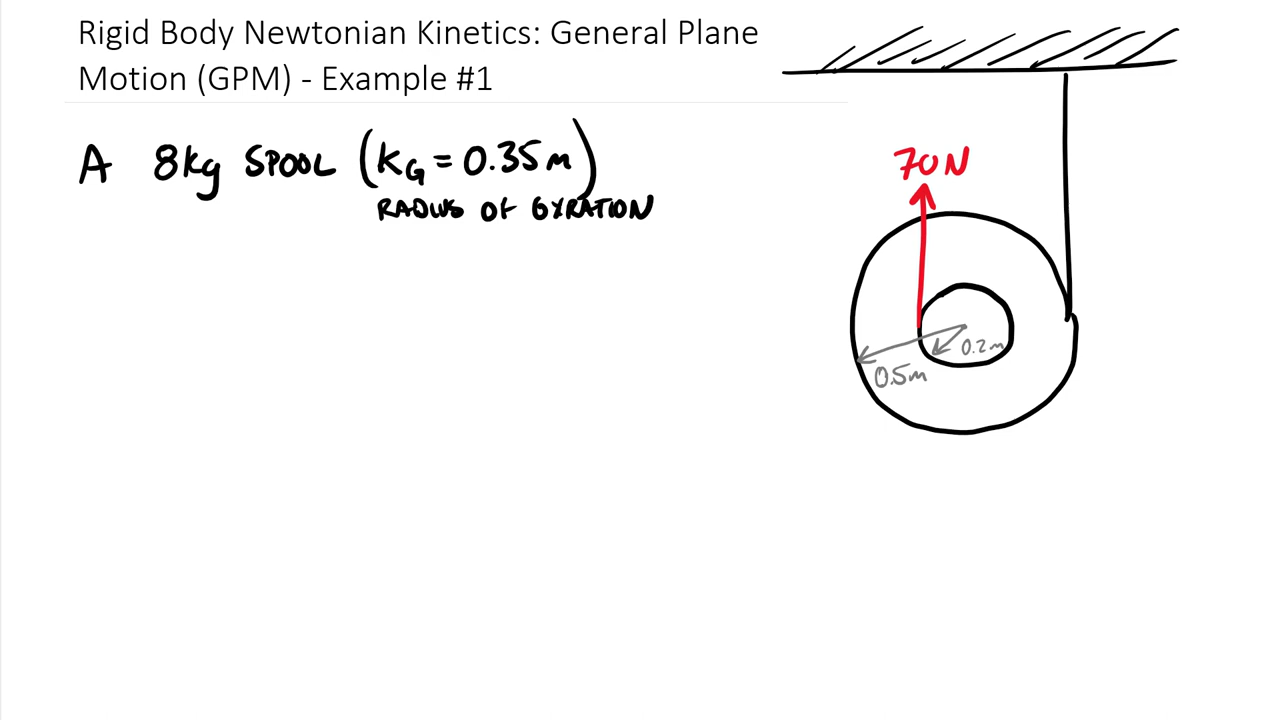 Rigid Body Newtonian Kinetics: General Plane
Motion (GPM) - Example #1
A 8kg SPOOL (KG = 0.35m)
RADIUS OF GYRATION
70N
0.2m
0.5m